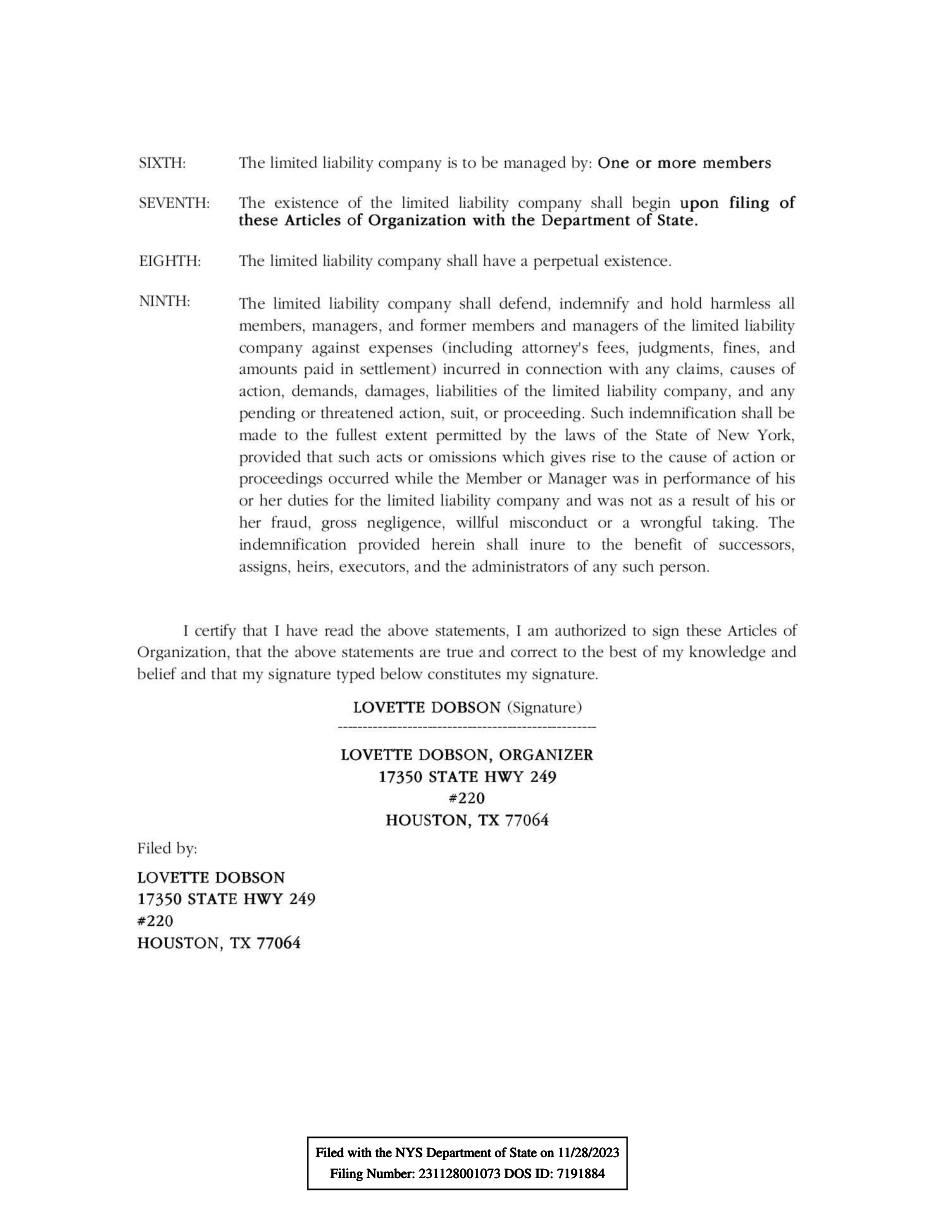 SIXTH: The limited liability company is to be managed by: One or more members
SEVENTH: The existence of the limited liability company shall begin upon filing of
these Articles of Organization with the Department of State.
EIGHTH: The limited liability company shall have a perpetual existence.
NINTH: The limited liability company shall defend, indemnify and hold harmless all
members, managers, and former members and managers of the limited liability
company against expenses (including attorney's fees, judgments, fines, and
amounts paid in settlement) incurred in connection with any claims, causes of
action, demands, damages, liabilities of the limited liability company, and any
pending or threatened action, suit, or proceeding. Such indemnification shall be
made to the fullest extent permitted by the laws of the State of New York,
provided that such acts or omissions which gives rise to the cause of action or
proceedings occurred while the Member or Manager was in performance of his
or her duties for the limited liability company and was not as a result of his or
her fraud, gross negligence, willful misconduct or a wrongful taking. The
indemnification provided herein shall inure to the benefit of successors,
assigns, heirs, executors, and the administrators of any such person.
I certify that I have read the above statements, I am authorized to sign these Articles of
Organization, that the above statements are true and correct to the best of my knowledge and
belief and that my signature typed below constitutes my signature.
LOVETTE DOBSON (Signature)
----------------------------------------------------
LOVETTE DOBSON, ORGANIZER
17350 STATE HWY 249
#220
HOUSTON, TX 77064
Filed by:
LOVETTE DOBSON
17350 STATE HWY 249
#220
HOUSTON, TX 77064
Filed with the NYS Department of State on 11/28/2023
Filing Number: 231128001073 DOS ID: 7191884